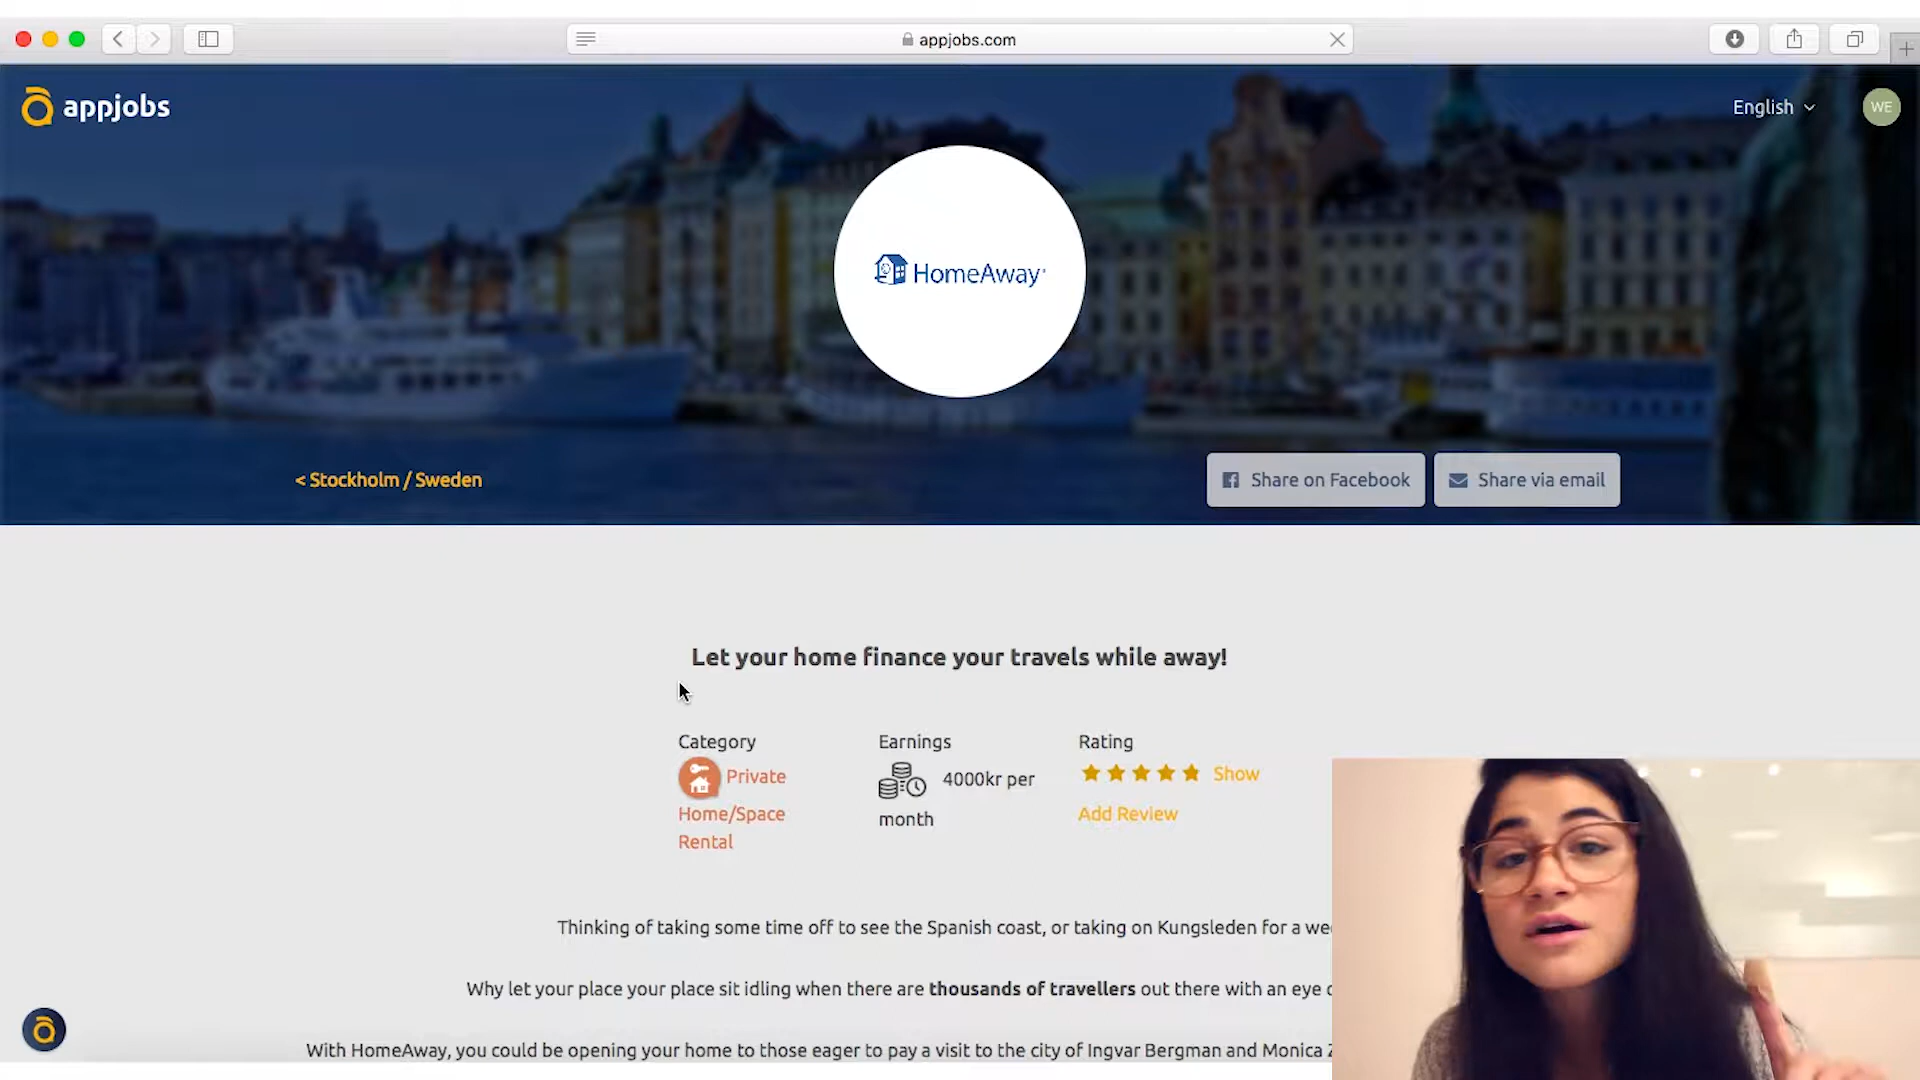 appjobs.com
appjobs
English
WE
HomeAway
< Stockholm / Sweden
Share on Facebook
Share via email
Let your home finance your travels while away!
Category
Earnings
Rating
Private
Home/Space
Rental
4000kr per
month
Show
Add Review
Thinking of taking some time off to see the Spanish coast, or taking on Kungsleden for a
Why let your place your place sit idling when there are thousands of travellers out there with an eye
With HomeAway, you could be opening your home to those eager to pay a visit to the city of Ingvar Bergman and Monica